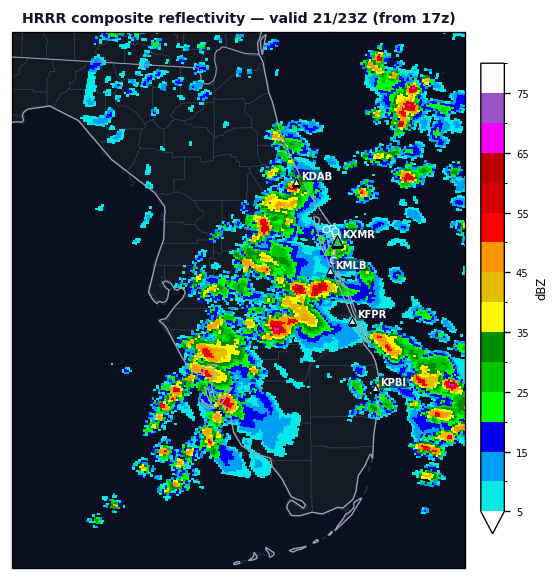 HRRR composite reflectivity — valid 21/23Z (from 17z)
KDAB
KXMR
KMLB
KFPR
KPBI
75
65
55
45
35
25
15
5
dBZ